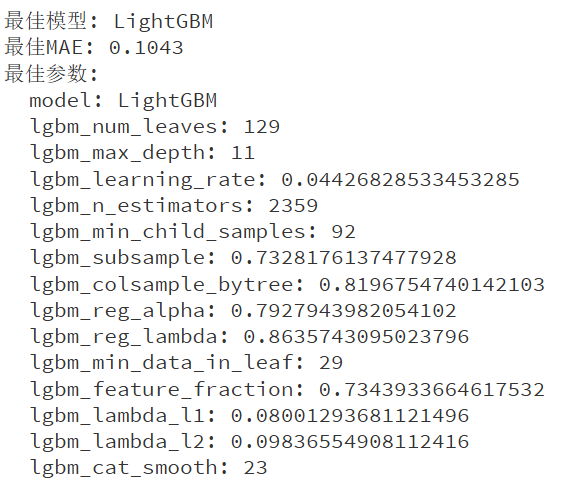 最佳模型: LightGBM
最佳MAE: 0.1043
最佳参数:
model: LightGBM
lgbm_num_leaves: 129
lgbm_max_depth: 11
lgbm_learning_rate: 0.04426828533453285
lgbm_n_estimators: 2359
lgbm_min_child_samples: 92
lgbm_subsample: 0.7328176137477928
lgbm_colsample_bytree: 0.8196754740142103
lgbm_reg_alpha: 0.7927943982054102
lgbm_reg_lambda: 0.8635743095023796
lgbm_min_data_in_leaf: 29
lgbm_feature_fraction: 0.7343933664617532
lgbm_lambda_l1: 0.08001293681121496
lgbm_lambda_l2: 0.09836554908112416
lgbm_cat_smooth: 23